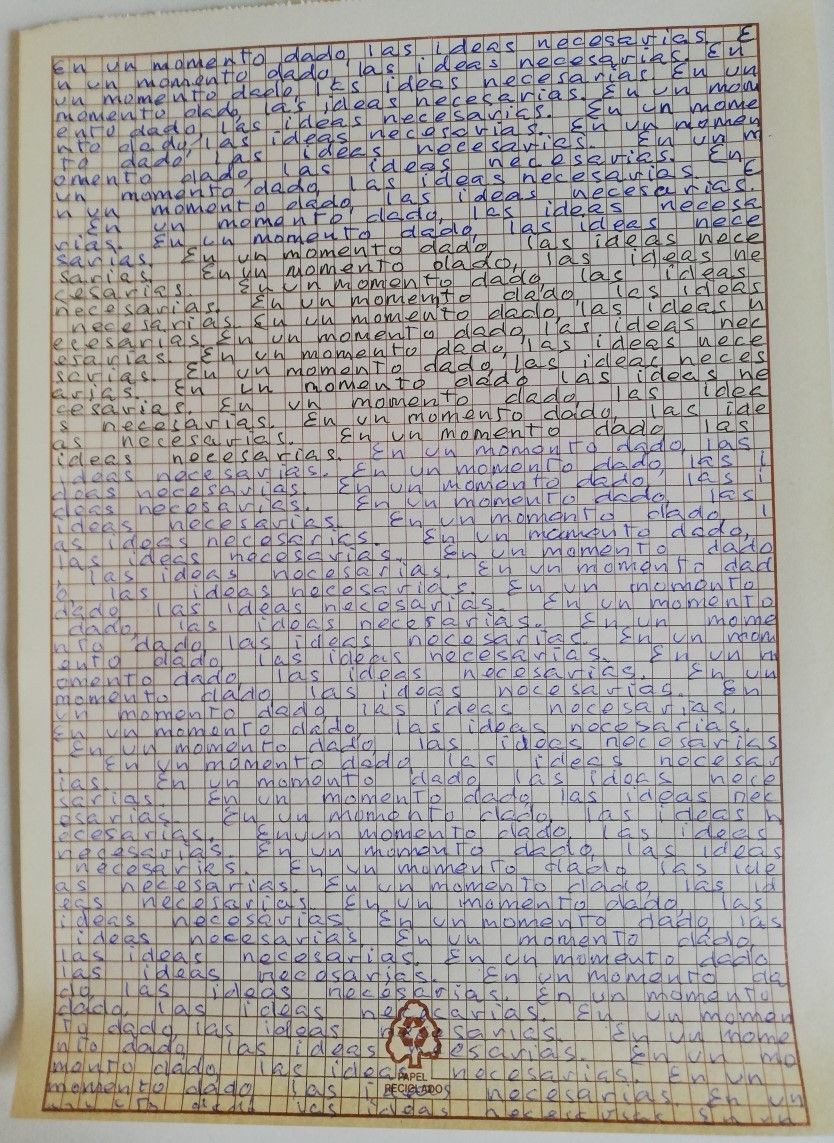 En un momento dado, las ideas necesarias. E
n un momento dado, las ideas necesarias. En
un momento dado, las ideas necesarias. En un
momento dado, las ideas necesarias. En un mom
ento dado, las ideas necesarias. En un mome
nto dado, las ideas necesarias. En un momen
to dado, las ideas necesarias. En un m
omento dado, las ideas necesarias. En
un momento dado, las ideas necesarias. E
n un momento dado, las ideas necesarias.
En un momento dado, las ideas necesa
rias. En un momento dado, las ideas nece
sarias. En un momento dado, las ideas nece
sarias. En un momento dado, las ideas ne
cesarias. En un momento dado, las ideas
necesarias. En un momento dado, las ideas
necesarias. En un momento dado, las ideas n
ecesarias. En un momento dado, las ideas nec
esarias. En un momento dado, las ideas nece
sarias. En un momento dado, las ideas neces
arias. En un momento dado, las ideas ne
cesarias. En un momento dado, las idea
s necesarias. En un momento dado, las ide
as necesarias. En un momento dado, las
ideas necesarias. En un momento dado, las
ideas necesarias. En un momento dado, las i
deas necesarias. En un momento dado, las i
deas necesarias. En un momento dado, las
ideas necesarias. En un momento dado, l
as ideas necesarias. En un momento dado,
las ideas necesarias. En un momento dado
, las ideas necesarias. En un momento dad
o, las ideas necesarias. En un momento
dado, las ideas necesarias. En un momento
dado, las ideas necesarias. En un mome
nto dado, las ideas necesarias. En un mom
ento dado, las ideas necesarias. En un m
omento dado, las ideas necesarias. En un
momento dado, las ideas necesarias. En
un momento dado, las ideas necesarias.
En un momento dado, las ideas necesarias.
En un momento dado, las ideas necesarias
. En un momento dado, las ideas necesar
ias. En un momento dado, las ideas nece
sarias. En un momento dado, las ideas nec
esarias. En un momento dado, las ideas n
ecesarias. En un momento dado, las ideas
necesarias. En un momento dado, las ideas
necesarias. En un momento dado, las ide
as necesarias. En un momento dado, las id
eas necesarias. En un momento dado, las
ideas necesarias. En un momento dado, las
ideas necesarias. En un momento dado,
las ideas necesarias. En un momento dado,
las ideas necesarias. En un momento da
do, las ideas necesarias. En un momento
dado, las ideas necesarias. En un momen
to dado, las ideas necesarias. En un mome
nto dado, las ideas necesarias. En un mo
mento dado, las ideas necesarias. En un
momento dado, las ideas necesarias. En un
momento dado, las ideas necesarias. En un
PAPEL
RECICLADOS